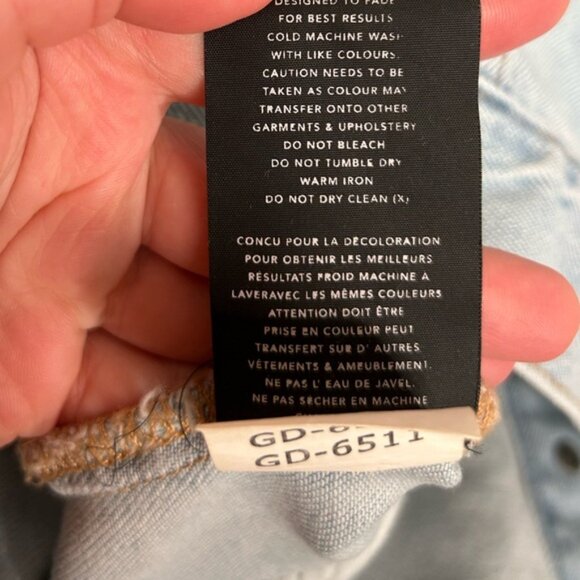 DESIGNED TO FADE
FOR BEST RESULTS
COLD MACHINE WASH
WITH LIKE COLOURS.
CAUTION NEEDS TO BE
TAKEN AS COLOUR MAY
TRANSFER ONTO OTHER
GARMENTS & UPHOLSTERY
DO NOT BLEACH
DO NOT TUMBLE DRY
WARM IRON
DO NOT DRY CLEAN (X)
CONCU POUR LA DÉCOLORATION
POUR OBTENIR LES MEILLEURS
RÉSULTATS FROID MACHINE A
LAVERAVEC LES MÊMES COULEURS
ATTENTION DOIT ÊTRE
PRISE EN COULEUR PEUT
TRANSFERT SUR D' AUTRES
VÊTEMENTS & AMEUBLEMENT.
NE PAS L' EAU DE JAVEL.
NE PAS SÉCHER EN MACHINE
GD-6511